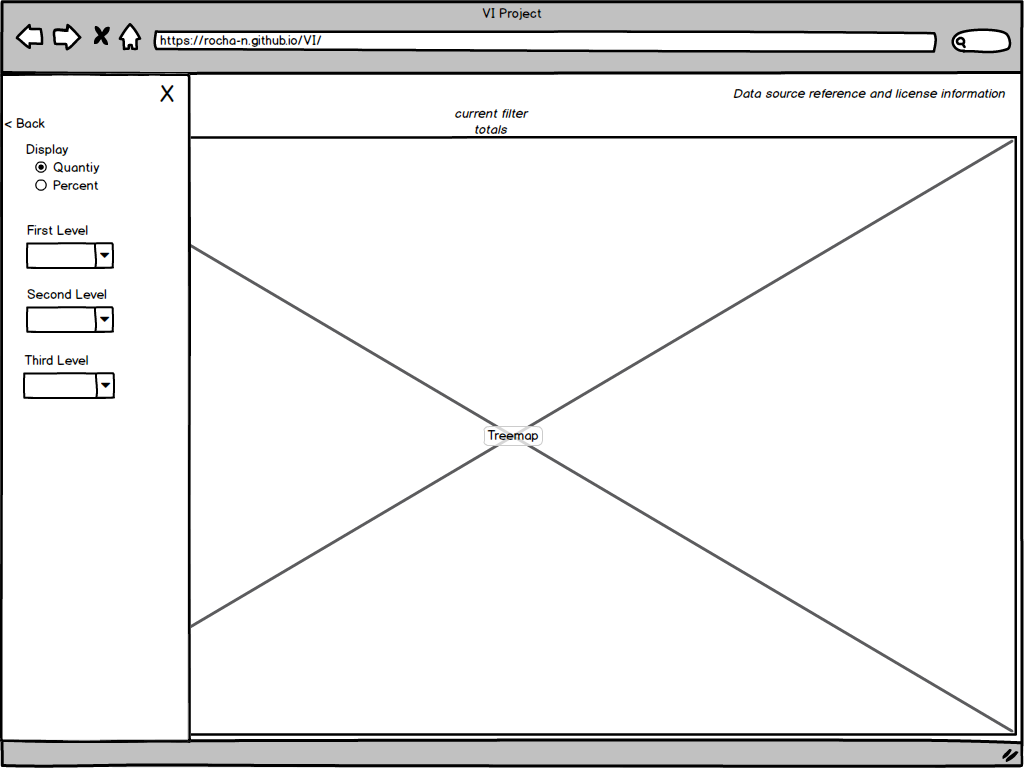 VI Project
https://rocha-n.github.io/VI/
X
Data source reference and license information
current filter
totals
< Back
Display
Quantiy
Percent
First Level
Second Level
Third Level
Treemap